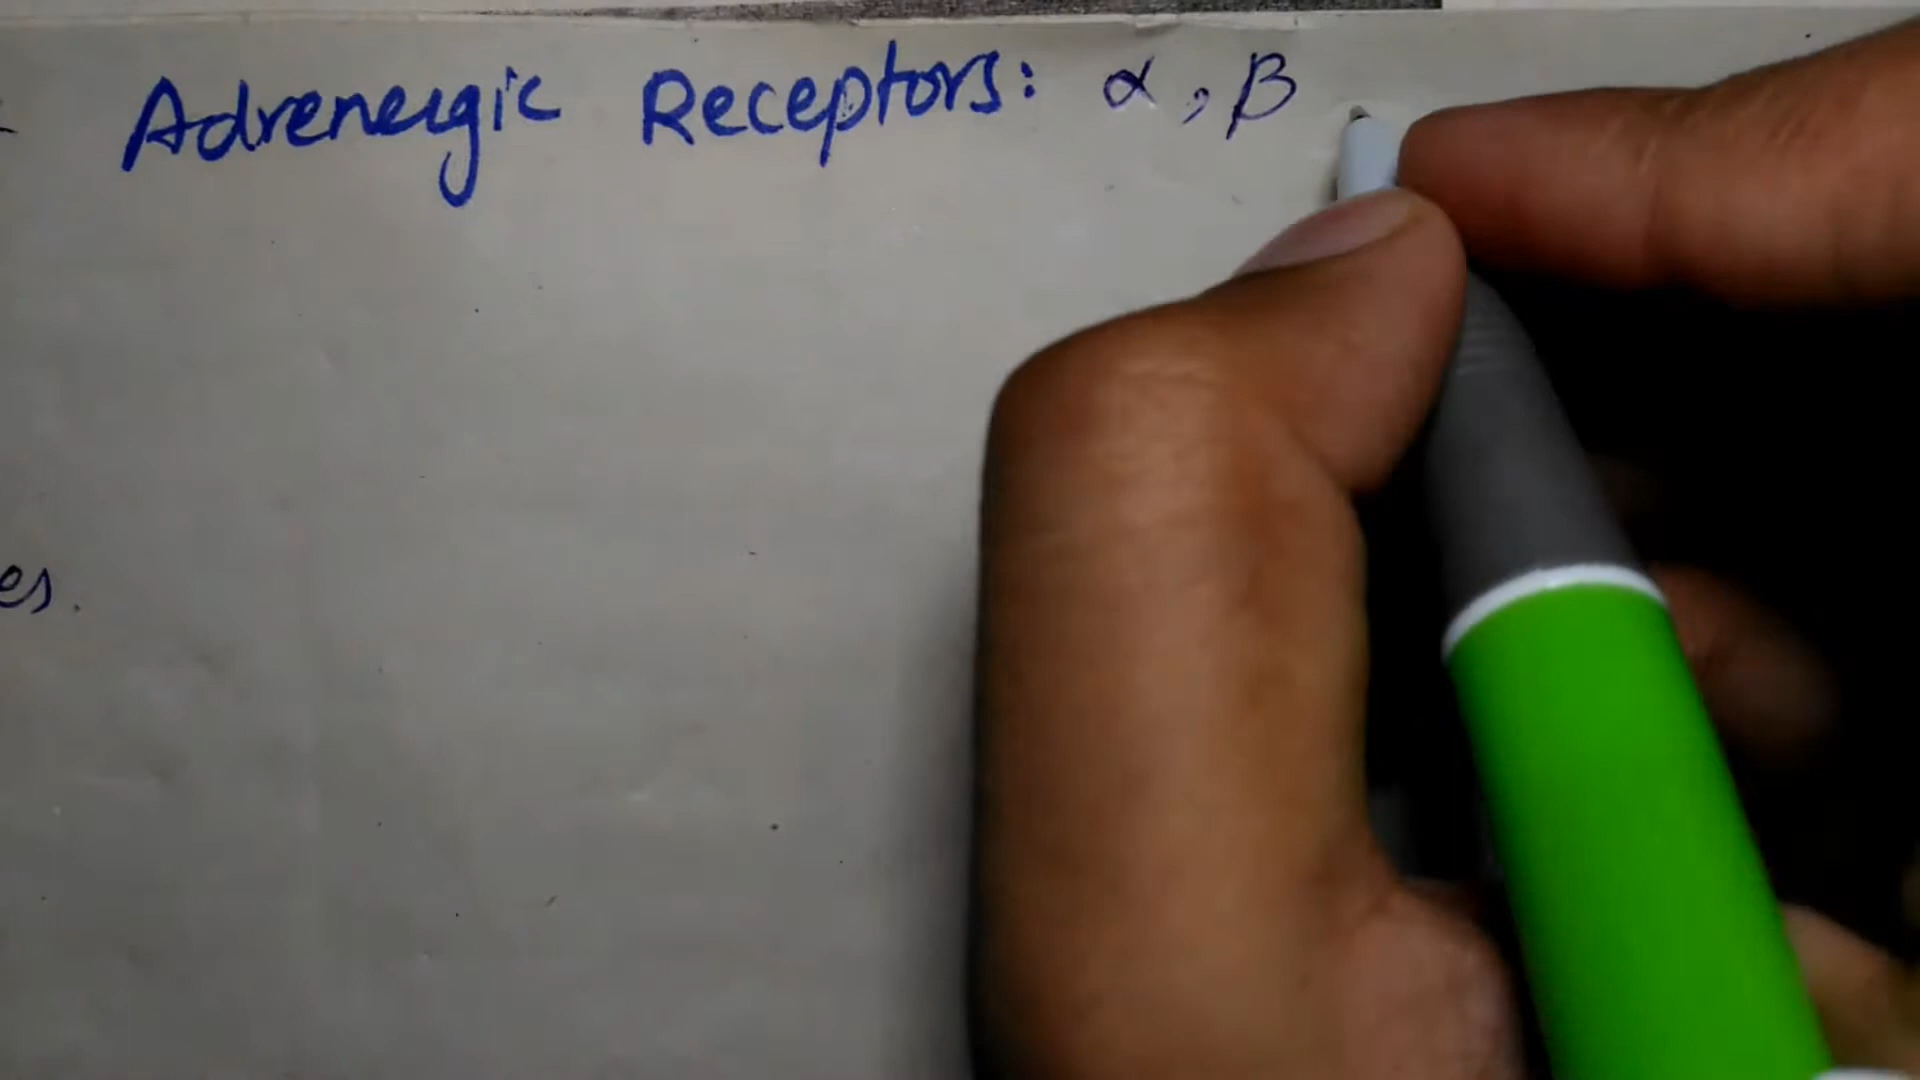 Adrenergic Receptors: α, β
es.